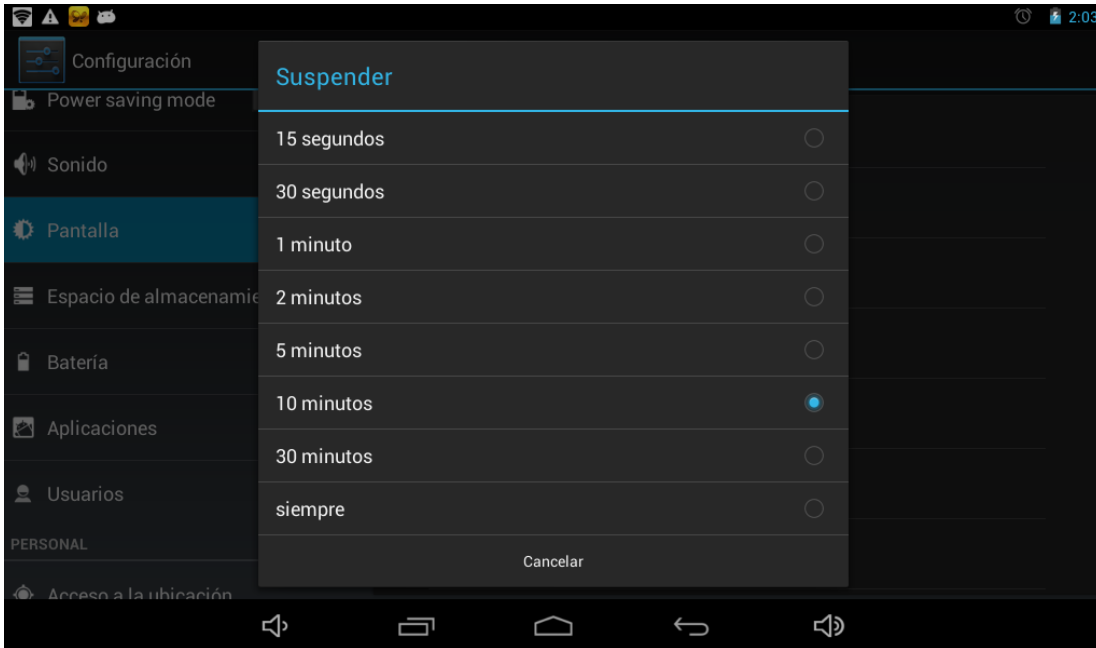 2:03
Configuración
Power saving mode
Sonido
Pantalla
Espacio de almacenamie
Batería
Aplicaciones
Usuarios
PERSONAL
Acceso a la ubicación
Suspender
15 segundos
30 segundos
1 minuto
2 minutos
5 minutos
10 minutos
30 minutos
siempre
Cancelar